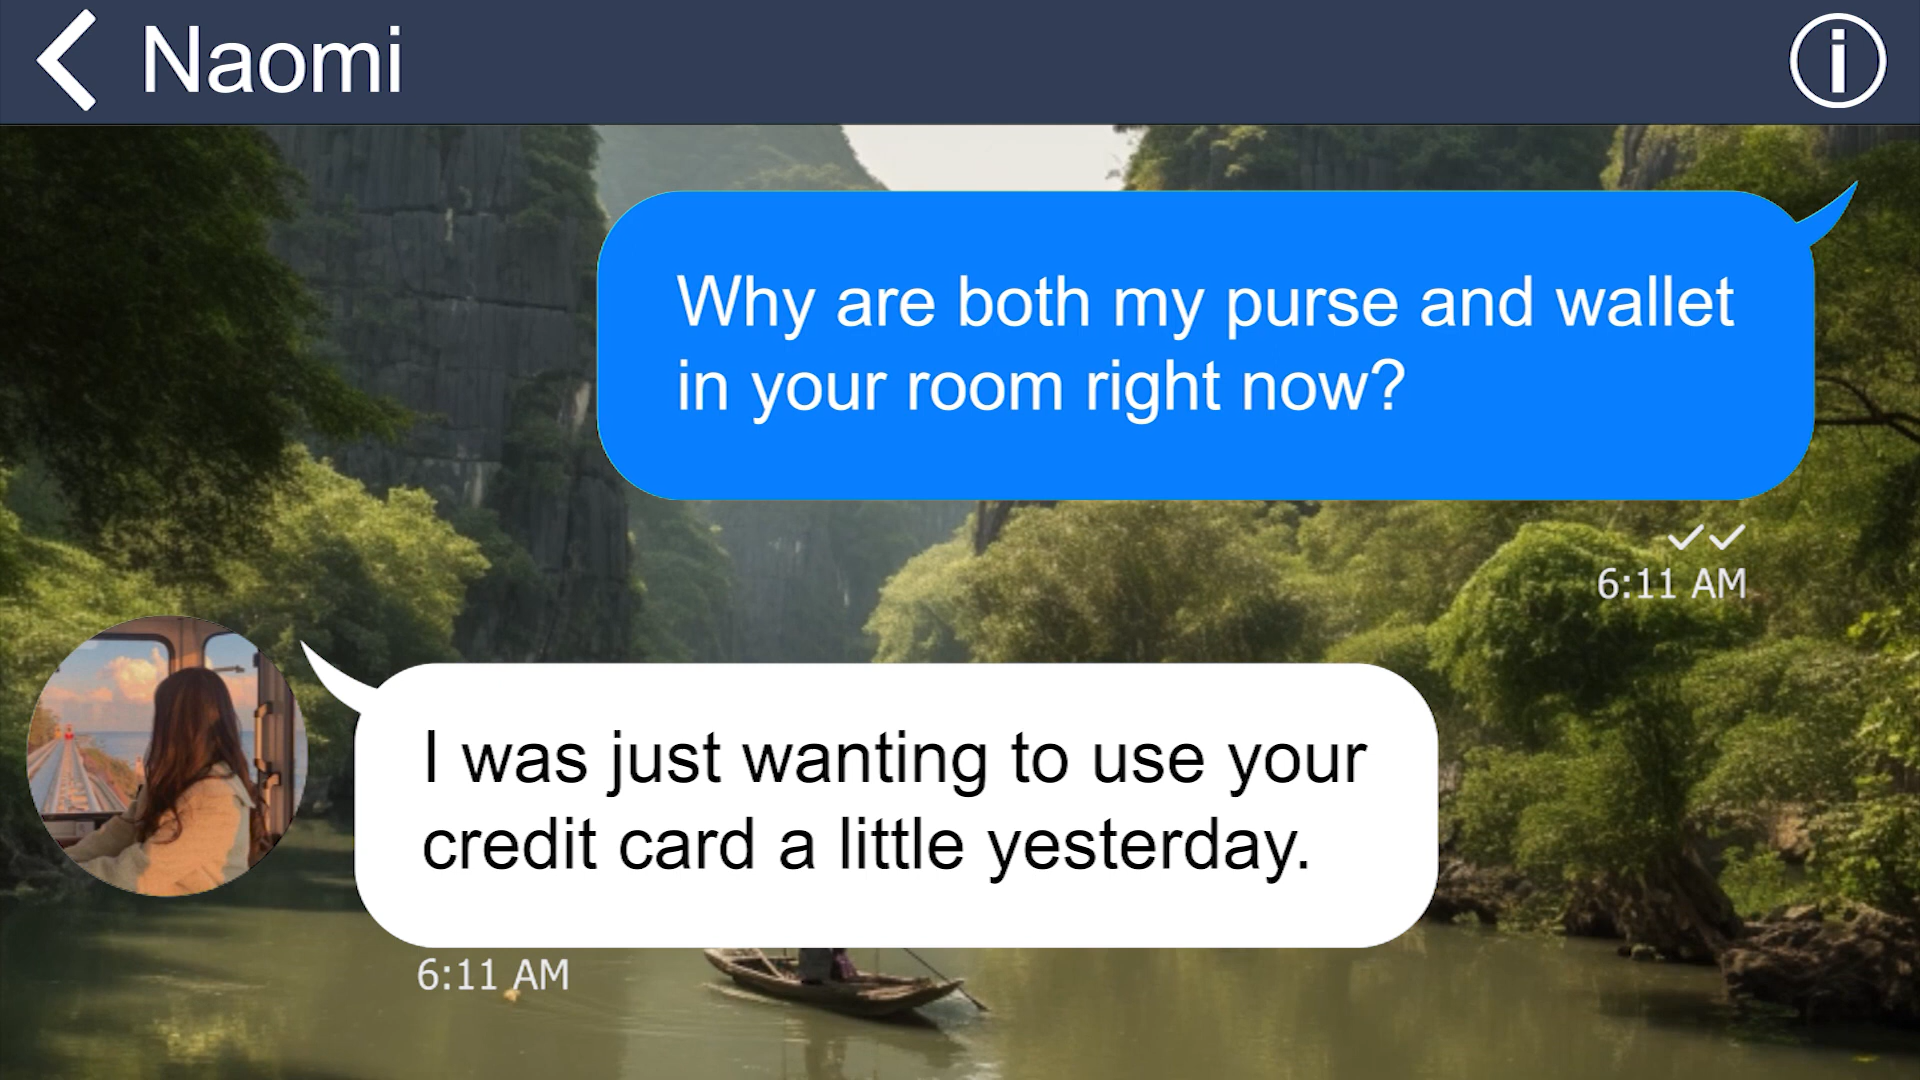 Naomi
Why are both my purse and wallet
in your room right now?
6:11 AM
I was just wanting to use your
credit card a little yesterday.
6:11 AM